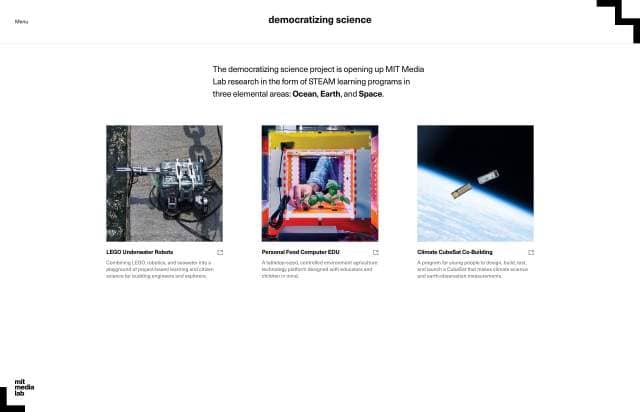 Menu
democratizing science
The democratizing science project is opening up MIT Media
Lab research in the form of STEAM learning programs in
three elemental areas: Ocean, Earth, and Space.
LEGO Underwater Robots
Combining LEGO, robotics, and seawater into a
playground of project-based learning and citizen
science for budding engineers and explorers.
Personal Food Computer EDU
A tabletop-sized, controlled environment agriculture
technology platform designed with educators and
children in mind.
Climate CubeSat Co-Building
A program for young people to design, build, test,
and launch a CubeSat that makes climate science
and earth-observation measurements.
mit
media
lab